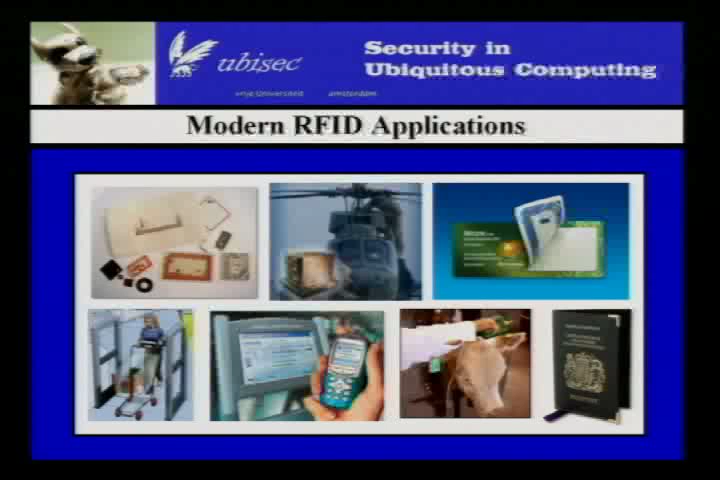 ubisec
Security in
Ubiquitous Computing
vrije Universiteit amsterdam
Modern RFID Applications